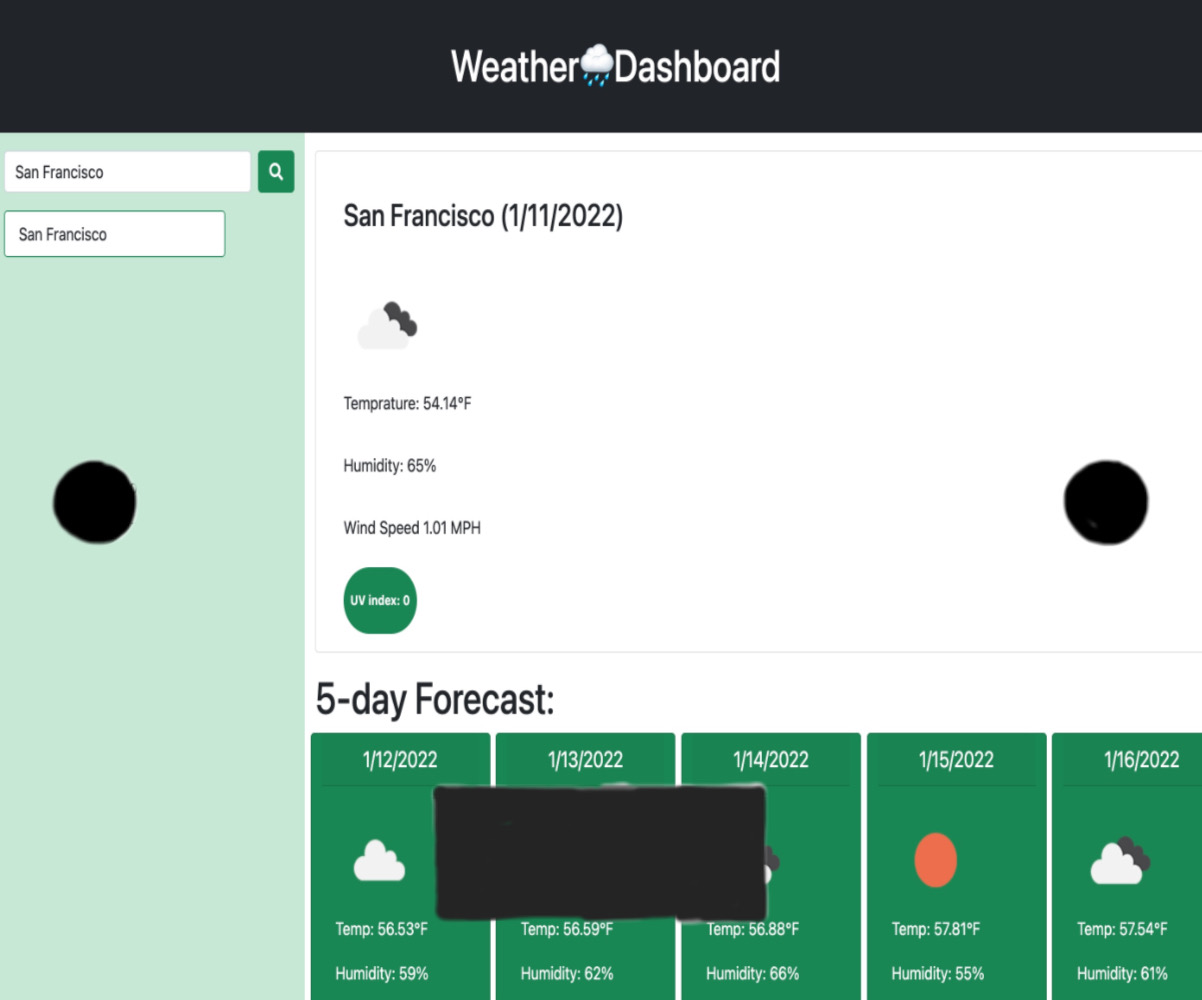 Weather🌧️Dashboard
San Francisco
San Francisco
San Francisco (1/11/2022)
Temprature: 54.14°F
Humidity: 65%
Wind Speed 1.01 MPH
UV index: 0
5-day Forecast:
1/12/2022 1/13/2022 1/14/2022 1/15/2022 1/16/2022
Temp: 56.53°F Temp: 56.59°F Temp: 56.88°F Temp: 57.81°F Temp: 57.54°F
Humidity: 59% Humidity: 62% Humidity: 66% Humidity: 55% Humidity: 61%